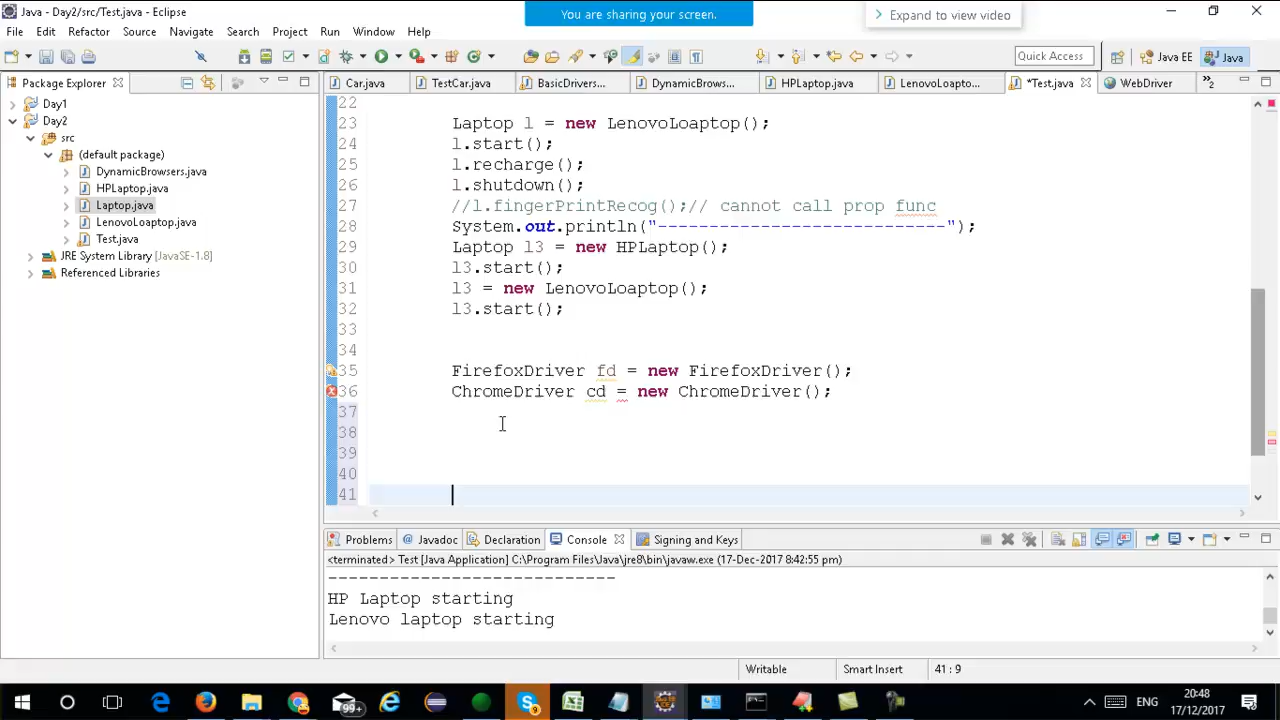 Java - Day2/src/Test.java - Eclipse
You are sharing your screen.
Expand to view video
File Edit Refactor Source Navigate Search Project Run Window Help
Quick Access
Java EE
Java
Package Explorer
Car.java
TestCar.java
BasicDrivers...
DynamicBrows...
HPLaptop.java
LenovoLoapto...
*Test.java
WebDriver
2
Day1
Day2
src
(default package)
DynamicBrowsers.java
HPLaptop.java
Laptop.java
LenovoLoaptop.java
Test.java
JRE System Library [JavaSE-1.8]
Referenced Libraries
22
23 Laptop l = new LenovoLoaptop();
24 l.start();
25 l.recharge();
26 l.shutdown();
27 //l.fingerPrintRecog();// cannot call prop func
28 System.out.println("----------------------------");
29 Laptop l3 = new HPLaptop();
30 l3.start();
31 l3 = new LenovoLoaptop();
32 l3.start();
33
34
35 FirefoxDriver fd = new FirefoxDriver();
36 ChromeDriver cd = new ChromeDriver();
37
38
39
40
41
Problems
Javadoc
Declaration
Console
Signing and Keys
<terminated> Test [Java Application] C:\Program Files\Java\jre8\bin\javaw.exe (17-Dec-2017 8:42:55 pm)
----------------------------
HP Laptop starting
Lenovo laptop starting
Writable
Smart Insert
41 : 9
99+
9
ENG
20:48
17/12/2017